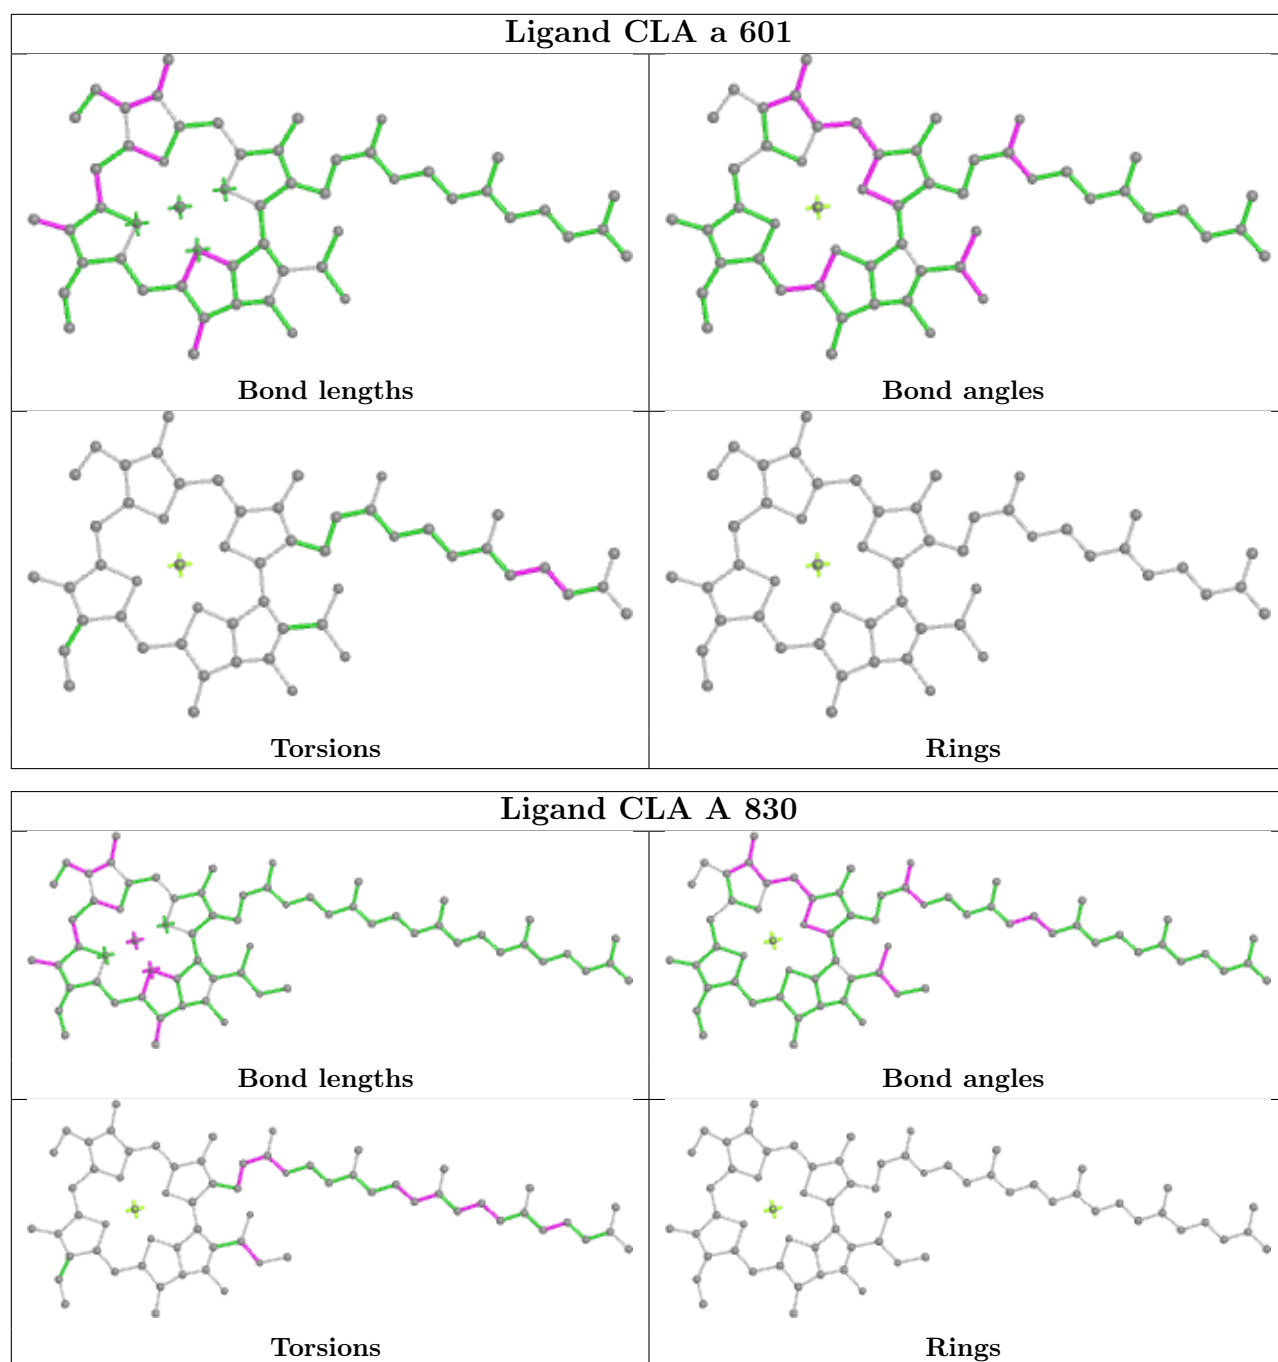 Ligand CLA a 601
Bond lengths
Bond angles
Torsions
Rings
Ligand CLA A 830
Bond lengths
Bond angles
Torsions
Rings